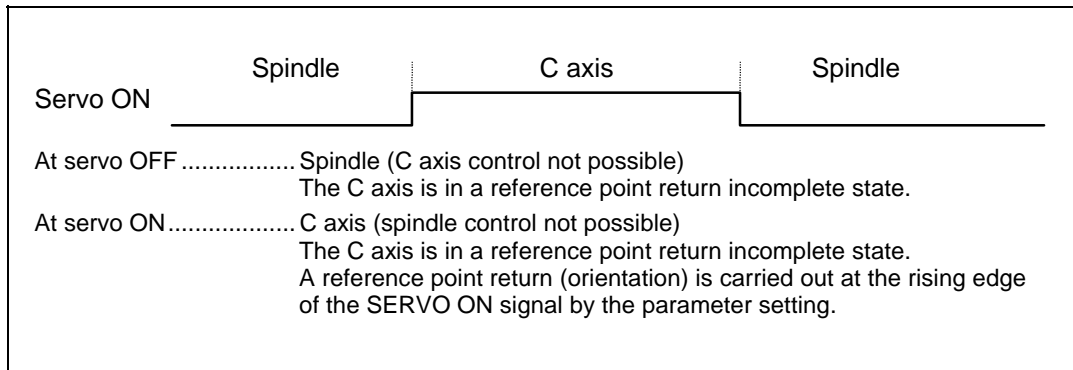 Spindle C axis Spindle
Servo ON
At servo OFF ................. Spindle (C axis control not possible)
The C axis is in a reference point return incomplete state.
At servo ON................... C axis (spindle control not possible)
The C axis is in a reference point return incomplete state.
A reference point return (orientation) is carried out at the rising edge
of the SERVO ON signal by the parameter setting.